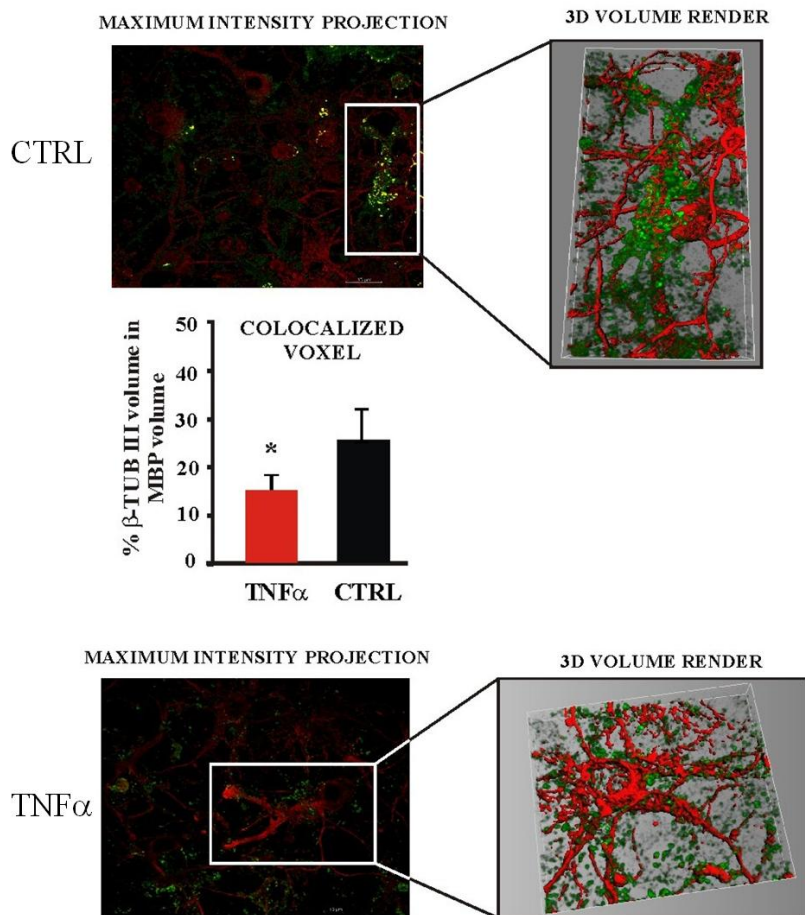 MAXIMUM INTENSITY PROJECTION
3D VOLUME RENDER
CTRL
COLOCALIZED
VOXEL
% β-TUB III volume in
MBP volume
50
40
30
20
10
0
*
TNFα
CTRL
MAXIMUM INTENSITY PROJECTION
3D VOLUME RENDER
TNFα